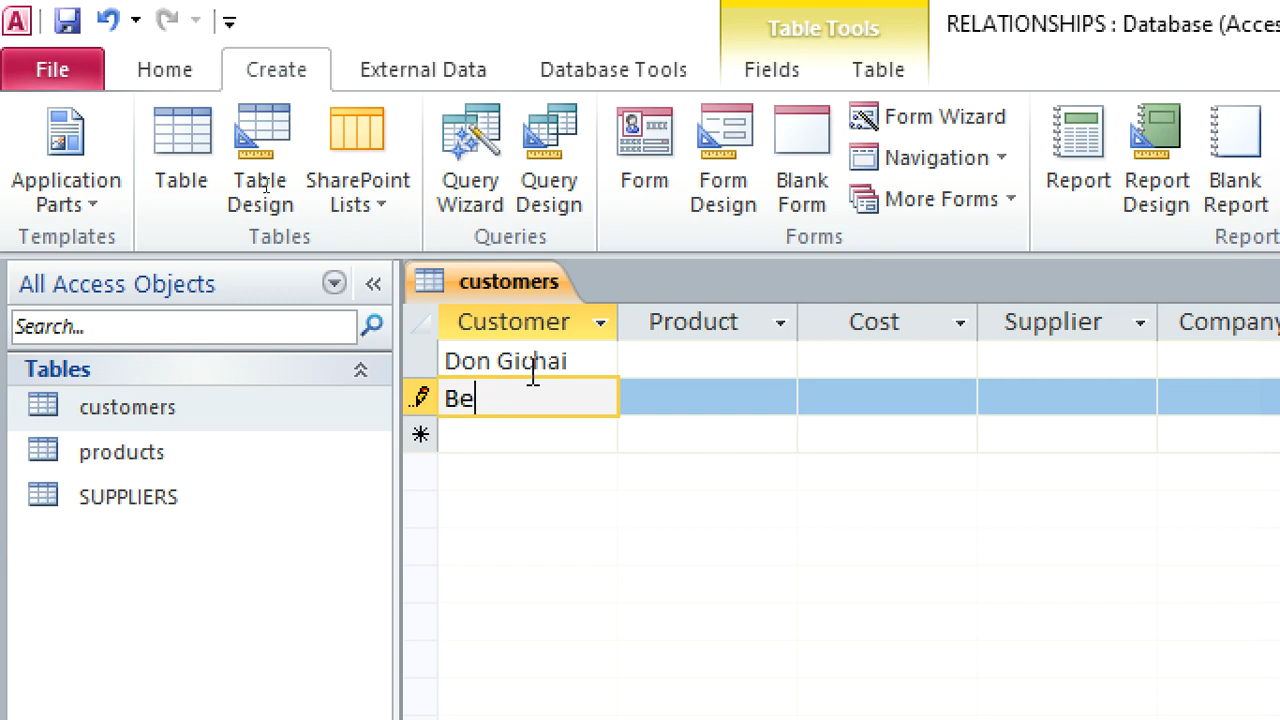 RELATIONSHIPS : Database (Acces
Table Tools
File Home Create External Data Database Tools Fields Table
Application Parts
Table
Table Design
SharePoint Lists
Query Wizard
Query Design
Form
Form Design
Blank Form
Form Wizard
Navigation
More Forms
Report
Report Design
Blank Report
Templates Tables Queries Forms Report
All Access Objects
Search...
Tables
customers
products
SUPPLIERS
customers
Customer Product Cost Supplier Company
Don Gichai
Be